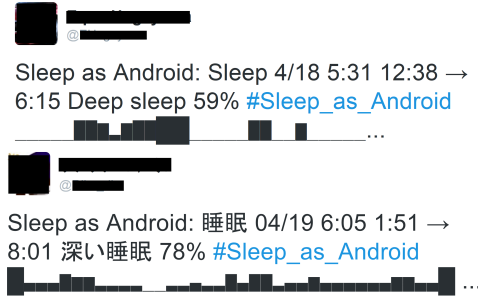 @
Sleep as Android: Sleep 4/18 5:31 12:38 →
6:15 Deep sleep 59% #Sleep_as_Android
...
@
Sleep as Android: 睡眠 04/19 6:05 1:51 →
8:01 深い睡眠 78% #Sleep_as_Android
...